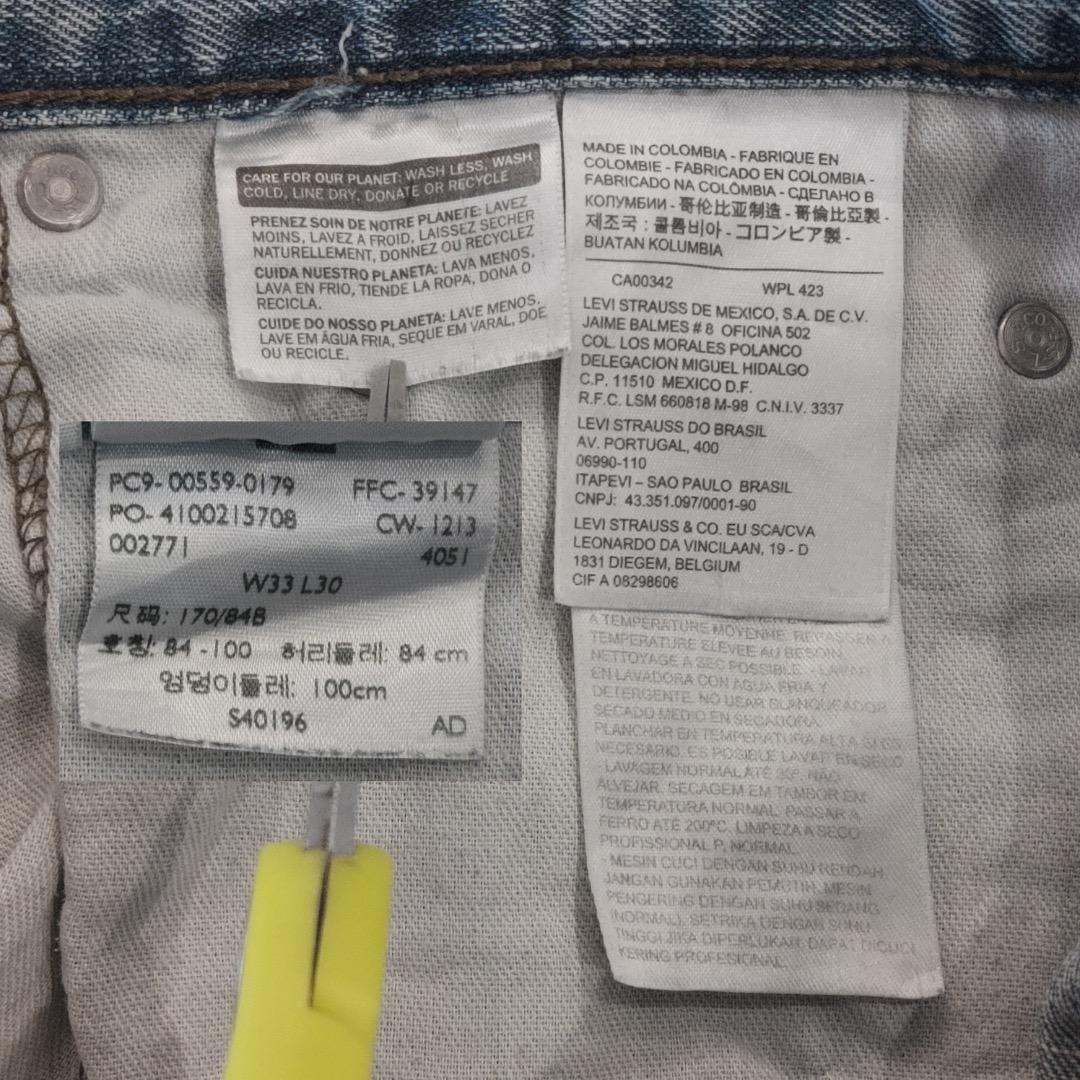 CARE FOR OUR PLANET: WASH LESS, WASH
COLD, LINE DRY, DONATE OR RECYCLE
PRENEZ SOIN DE NOTRE PLANETE: LAVEZ
MOINS, LAVEZ A FROID, LAISSEZ SECHER
NATURELLEMENT, DONNEZ OU RECYCLEZ
CUIDA NUESTRO PLANETA: LAVA MENOS,
LAVA EN FRIO, TIENDE LA ROPA, DONA O
RECICLA.
CUIDE DO NOSSO PLANETA: LAVE MENOS,
LAVE EM ÁGUA FRIA, SEQUE EM VARAL, DOE
OU RECICLE.
MADE IN COLOMBIA - FABRIQUE EN
COLOMBIE - FABRICADO EN COLOMBIA -
FABRICADO NA COLÔMBIA - СДЕЛАНО В
КОЛУМБИИ - 哥伦比亚制造 - 哥倫比亞製 -
제조국 : 콜롬비아 - コロンビア製 -
BUATAN KOLUMBIA
CA00342 WPL 423
LEVI STRAUSS DE MEXICO, S.A. DE C.V.
JAIME BALMES # 8 OFICINA 502
COL. LOS MORALES POLANCO
DELEGACION MIGUEL HIDALGO
C.P. 11510 MEXICO D.F.
R.F.C. LSM 660818 M-98 C.N.I.V. 3337
LEVI STRAUSS DO BRASIL
AV. PORTUGAL, 400
06990-110
ITAPEVI – SAO PAULO BRASIL
CNPJ: 43.351.097/0001-90
LEVI STRAUSS & CO. EU SCA/CVA
LEONARDO DA VINCILAAN, 19 - D
1831 DIEGEM, BELGIUM
CIF A 08298606
PC9- 00559-0179 FFC- 39147
PO- 4100215708 CW- 1213
002771 4051
W33 L30
尺码: 170/84B
호칭: 84 -100 허리둘레: 84 cm
엉덩이둘레: 100cm
S40196 AD
A TEMPERATURE MOYENNE. REPASSER A
TEMPERATURE ELEVEE AU BESOIN.
NETTOYAGE A SEC POSSIBLE. - LAVAR
EN LAVADORA CON AGUA FRIA Y
DETERGENTE. NO USAR BLANQUEADOR
SECADO MEDIO EN SECADORA.
PLANCHAR EN TEMPERATURA ALTA SI ES
NECESARIO. ES POSIBLE LAVAR EN SECO
- LAVAGEM NORMAL ATÉ 30º. NÃO
ALVEJAR. SECAGEM EM TAMBOR EM
TEMPERATURA NORMAL. PASSAR A
FERRO ATÉ 200ºC. LIMPEZA A SECO
PROFISSIONAL P, NORMAL.
- MESIN CUCI DENGAN SUHU RENDAH.
JANGAN GUNAKAN PEMUTIH. MESIN
PENGERING DENGAN SUHU SEDANG
(NORMAL). SETRIKA DENGAN SUHU
TINGGI JIKA DIPERLUKAN. DAPAT DICUCI
KERING PROFESIONAL.